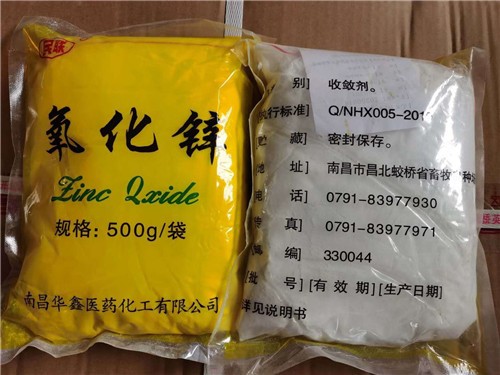 氧化锌
Zinc Oxide
规格: 500g/袋
南昌华鑫医药化工有限公司
别] 收敛剂。
执行标准] Q/NHX005-201
藏] 密封保存。
址] 南昌市昌北蛟桥省畜牧
话] 0791-83977930
真] 0791-83977971
编] 330044
[批 号] [有 效 期] [生产日期]
详见说明书